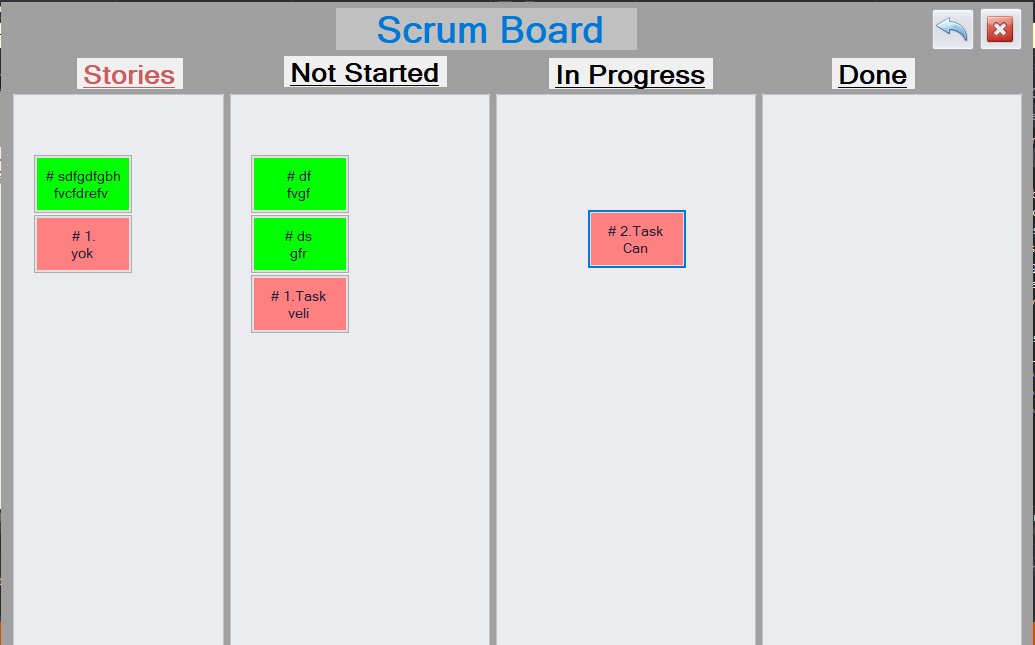 Scrum Board
Stories
Not Started
In Progress
Done
# sdfgdfgbh
fvcfdrefv
# 1.
yok
# df
fvgf
# ds
gfr
# 1.Task
veli
# 2.Task
Can